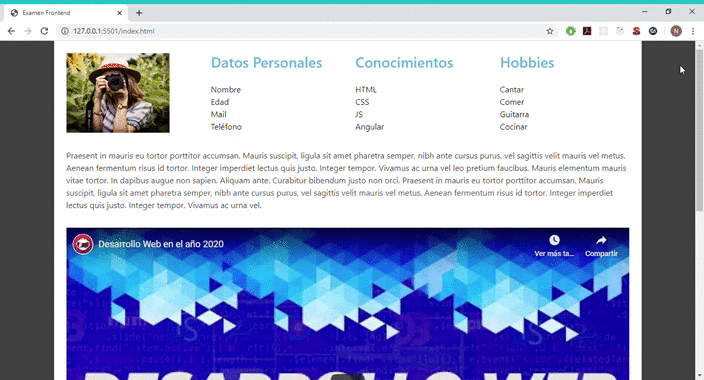 Examen Frontend
127.0.0.1:5501/index.html
N
Datos Personales
Nombre
Edad
Mail
Teléfono
Conocimientos
HTML
CSS
JS
Angular
Hobbies
Cantar
Comer
Guitarra
Cocinar
Praesent in mauris eu tortor porttitor accumsan. Mauris suscipit, ligula sit amet pharetra semper, nibh ante cursus purus, vel sagittis velit mauris vel metus.
Aenean fermentum risus id tortor. Integer imperdiet lectus quis justo. Integer tempor. Vivamus ac urna vel leo pretium faucibus. Mauris elementum mauris
vitae tortor. In dapibus augue non sapien. Aliquam ante. Curabitur bibendum justo non orci. Praesent in mauris eu tortor porttitor accumsan. Mauris
suscipit, ligula sit amet pharetra semper, nibh ante cursus purus, vel sagittis velit mauris vel metus. Aenean fermentum risus id tortor. Integer imperdiet
lectus quis justo. Integer tempor. Vivamus ac urna vel.
Desarrollo Web en el año 2020
Ver más ta...
Compartir
DESARROLLO WEB